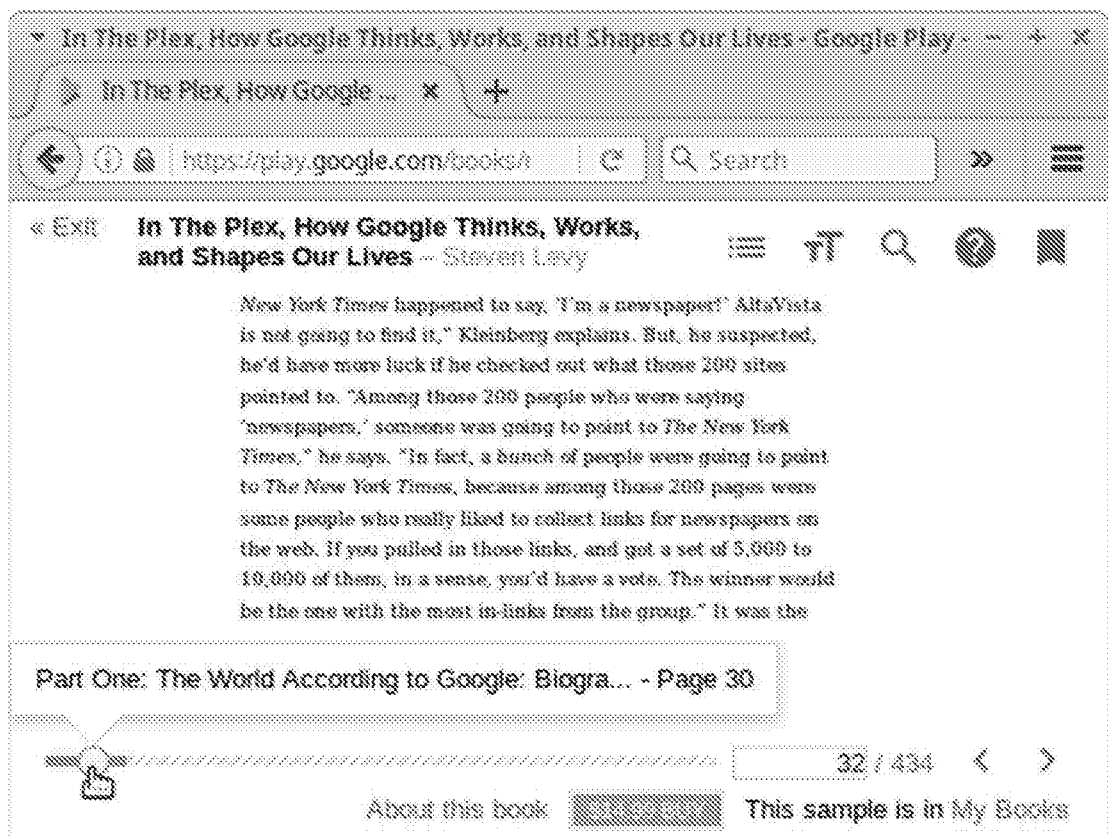 In The Plex, How Google Thinks, Works, and Shapes Our Lives - Google Play -
In The Plex, How Google ...
https://play.google.com/books/r
Search
« Exit
In The Plex, How Google Thinks, Works,
and Shapes Our Lives – Steven Levy
New York Times happened to say, 'I'm a newspaper!' AltaVista
is not going to find it," Kleinberg explains. But, he suspected,
he'd have more luck if he checked out what those 200 sites
pointed to. "Among those 200 people who were saying
'newspapers,' someone was going to point to The New York
Times," he says. "In fact, a bunch of people were going to point
to The New York Times, because among those 200 pages were
some people who really liked to collect links for newspapers on
the web. If you pulled in those links, and got a set of 5,000 to
10,000 of them, in a sense, you'd have a vote. The winner would
be the one with the most in-links from the group." It was the
Part One: The World According to Google: Biogra... - Page 30
32 / 434
About this book
This sample is in My Books